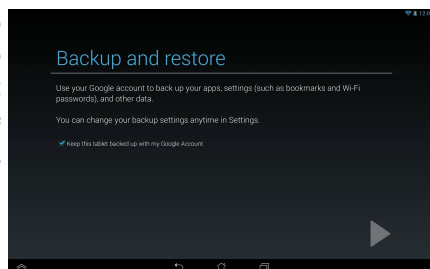 12:0
Backup and restore
Use your Google account to back up your apps, settings (such as bookmarks and Wi-Fi
passwords), and other data.
You can change your backup settings anytime in Settings.
Keep this tablet backed up with my Google Account